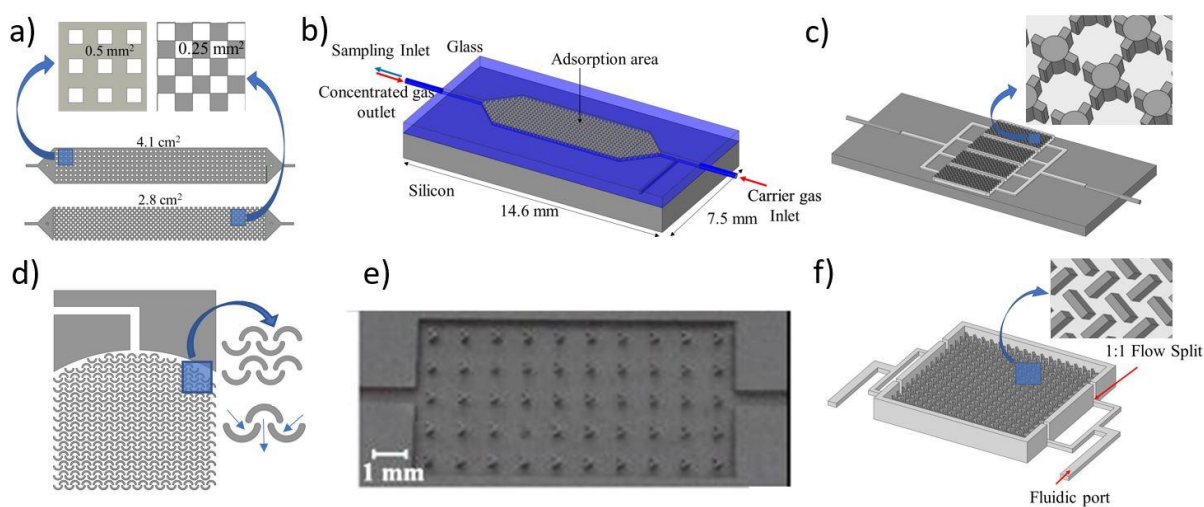 a)
0.5 mm²
0.25 mm²
4.1 cm²
2.8 cm²
b)
Sampling Inlet
Glass
Adsorption area
Concentrated gas
outlet
Silicon
14.6 mm
7.5 mm
Carrier gas
Inlet
c)
d)
e)
1 mm
f)
1:1 Flow Split
Fluidic port